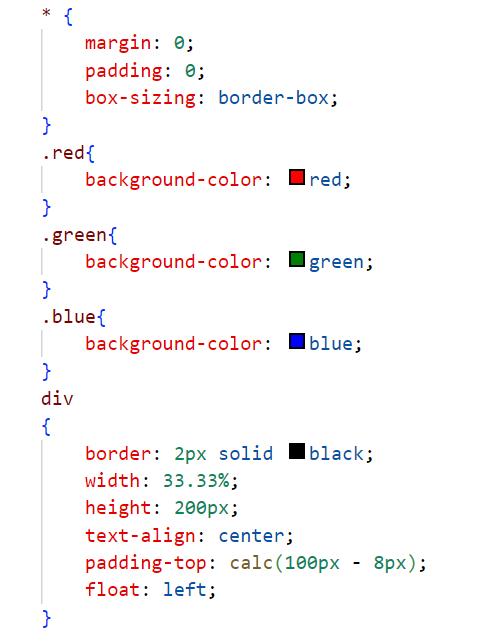 * {
    margin: 0;
    padding: 0;
    box-sizing: border-box;
}
.red{
    background-color: red;
}
.green{
    background-color: green;
}
.blue{
    background-color: blue;
}
div
{
    border: 2px solid black;
    width: 33.33%;
    height: 200px;
    text-align: center;
    padding-top: calc(100px - 8px);
    float: left;
}